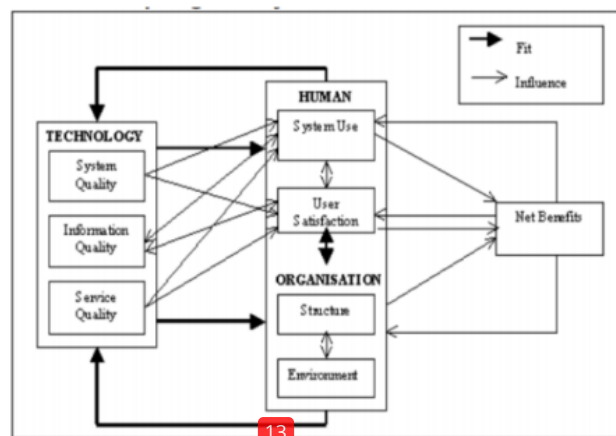 Fit
Influence
HUMAN
System Use
User
Satisfaction
TECHNOLOGY
System
Quality
Information
Quality
Service
Quality
ORGANISATION
Structure
Environment
Net Benefits
13